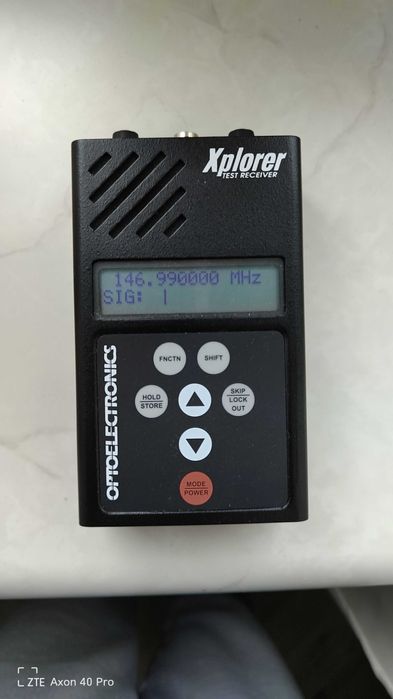 Xplorer
TEST RECEIVER
146.990000 MHz
SIG: |
OPTOELECTRONICS
FNCTN
SHIFT
HOLD
STORE
SKIP
LOCK
OUT
MODE
POWER
ZTE Axon 40 Pro